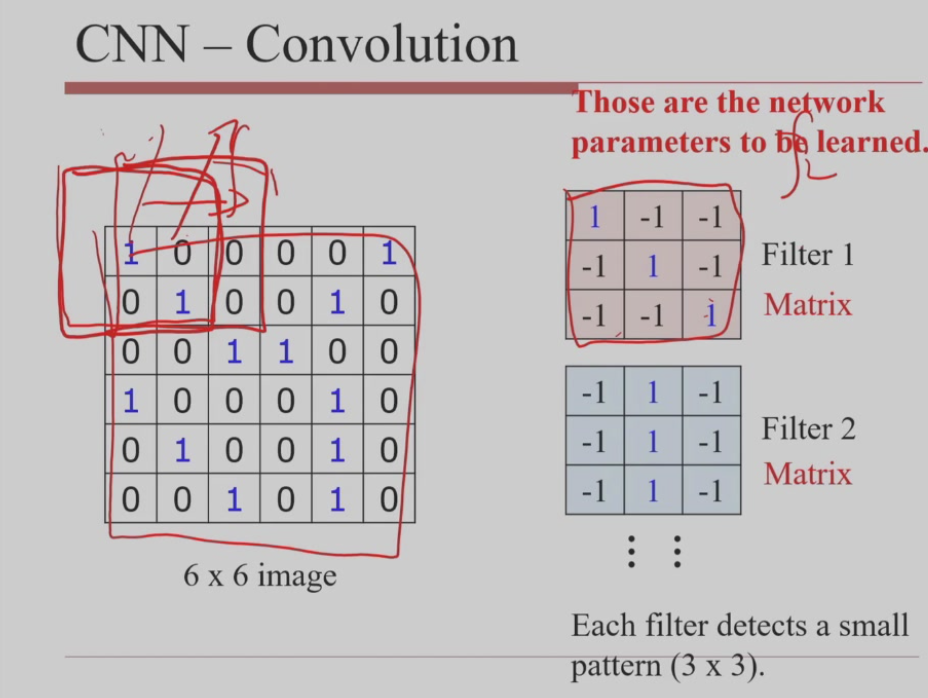 CNN – Convolution
Those are the network
parameters to be learned.
1 0 0 0 0 1
0 1 0 0 1 0
0 0 1 1 0 0
1 0 0 0 1 0
0 1 0 0 1 0
0 0 1 0 1 0
6 x 6 image
1 -1 -1
-1 1 -1
-1 -1 1
Filter 1
Matrix
-1 1 -1
-1 1 -1
-1 1 -1
Filter 2
Matrix
⋮ ⋮
Each filter detects a small
pattern (3 x 3).